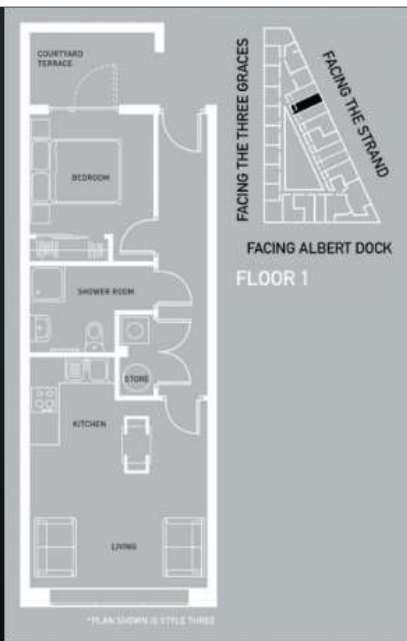 COURTYARD
TERRACE
BEDROOM
SHOWER ROOM
STORE
KITCHEN
LIVING
*PLAN SHOWN IS STYLE THREE
FACING THE THREE GRACES
FACING THE STRAND
FACING ALBERT DOCK
FLOOR 1